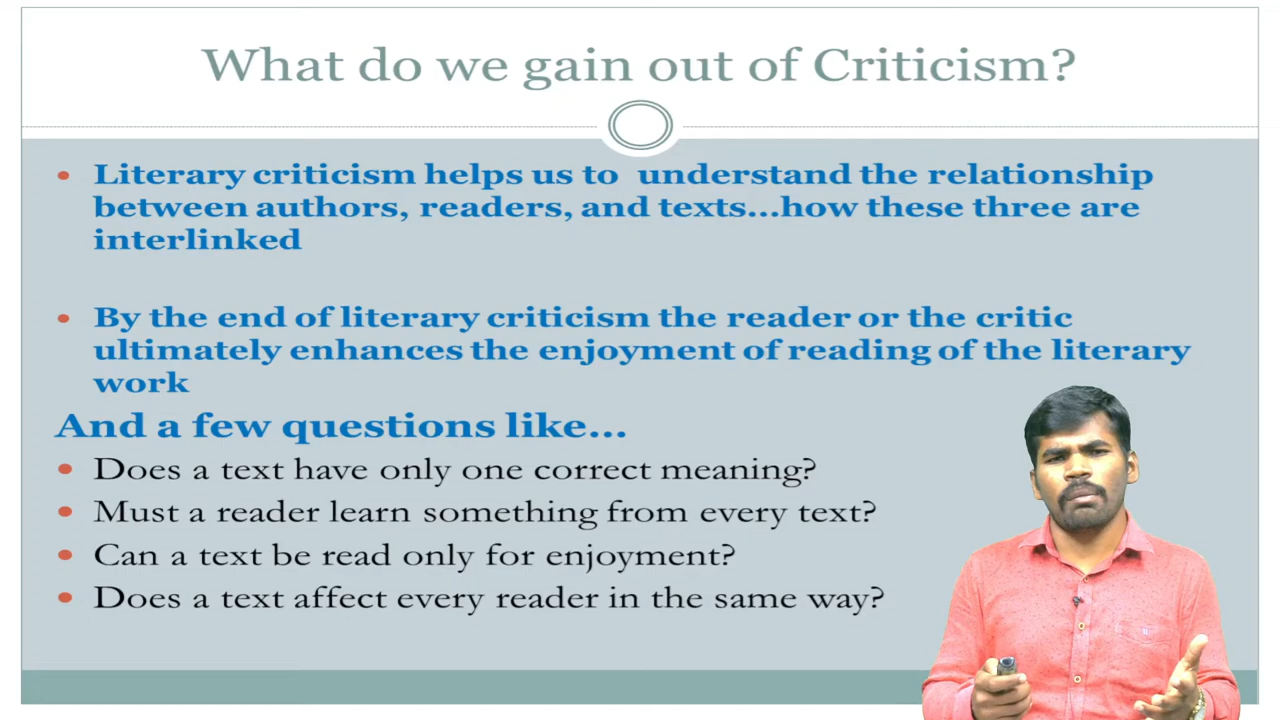 What do we gain out of Criticism?
• Literary criticism helps us to understand the relationship
between authors, readers, and texts...how these three are
interlinked
• By the end of literary criticism the reader or the critic
ultimately enhances the enjoyment of reading of the literary
work
And a few questions like...
• Does a text have only one correct meaning?
• Must a reader learn something from every text?
• Can a text be read only for enjoyment?
• Does a text affect every reader in the same way?